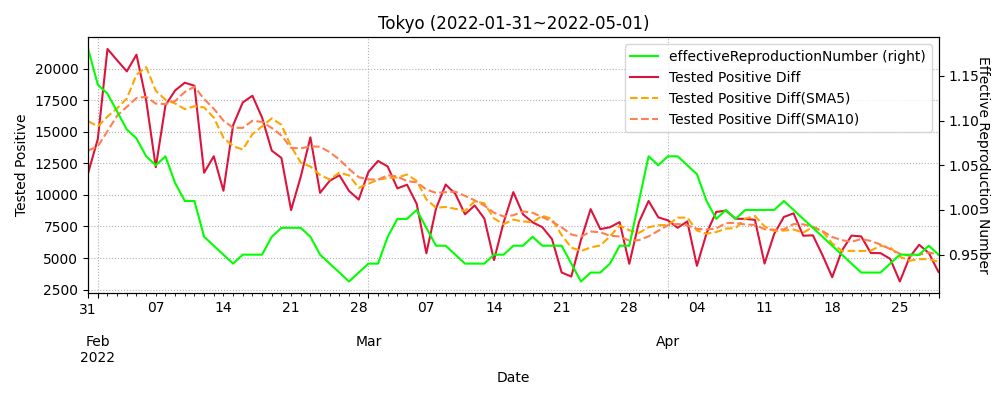 Tokyo (2022-01-31~2022-05-01)
effectiveReproductionNumber (right)
Tested Positive Diff
Tested Positive Diff(SMA5)
Tested Positive Diff(SMA10)
Tested Positive
20000
17500
15000
12500
10000
7500
5000
2500
1.15
1.10
1.05
1.00
0.95
Effective Reproduction Number
31 07 14 21 28 07 14 21 28 04 11 18 25
Feb Mar Apr
2022
Date